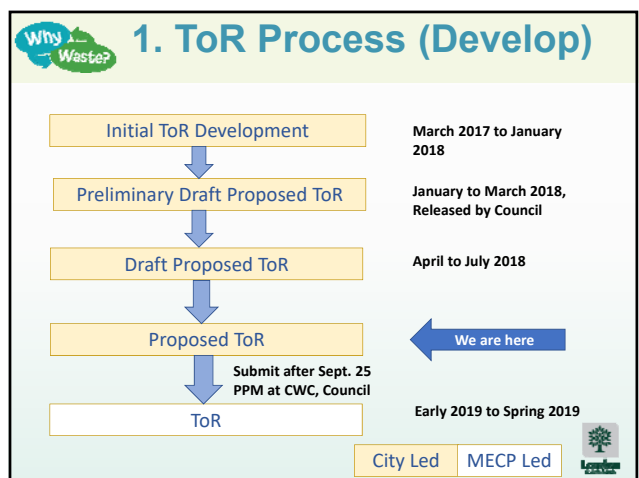 Why
Waste?
1. ToR Process (Develop)
Initial ToR Development
March 2017 to January
2018
Preliminary Draft Proposed ToR
January to March 2018,
Released by Council
Draft Proposed ToR
April to July 2018
Proposed ToR
We are here
Submit after Sept. 25
PPM at CWC, Council
ToR
Early 2019 to Spring 2019
City Led
MECP Led
London